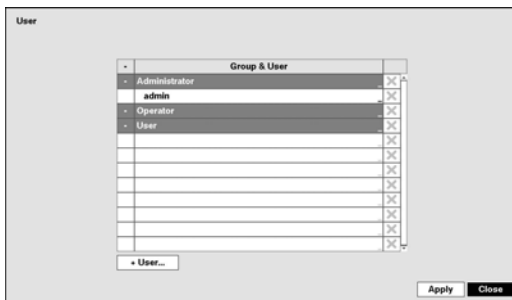 User
- Group & User
- Administrator
admin
- Operator
- User
+ User...
Apply Close